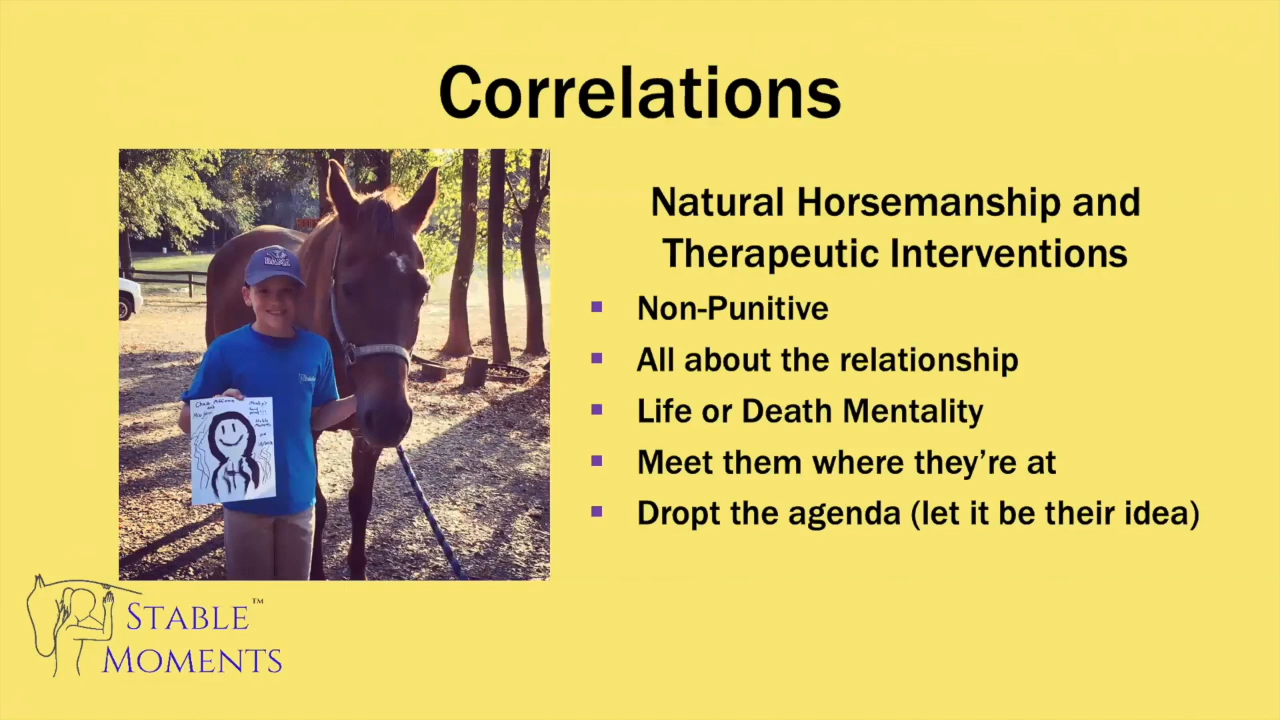 Correlations
Natural Horsemanship and
Therapeutic Interventions
Non-Punitive
All about the relationship
Life or Death Mentality
Meet them where they're at
Dropt the agenda (let it be their idea)
STABLE™
MOMENTS